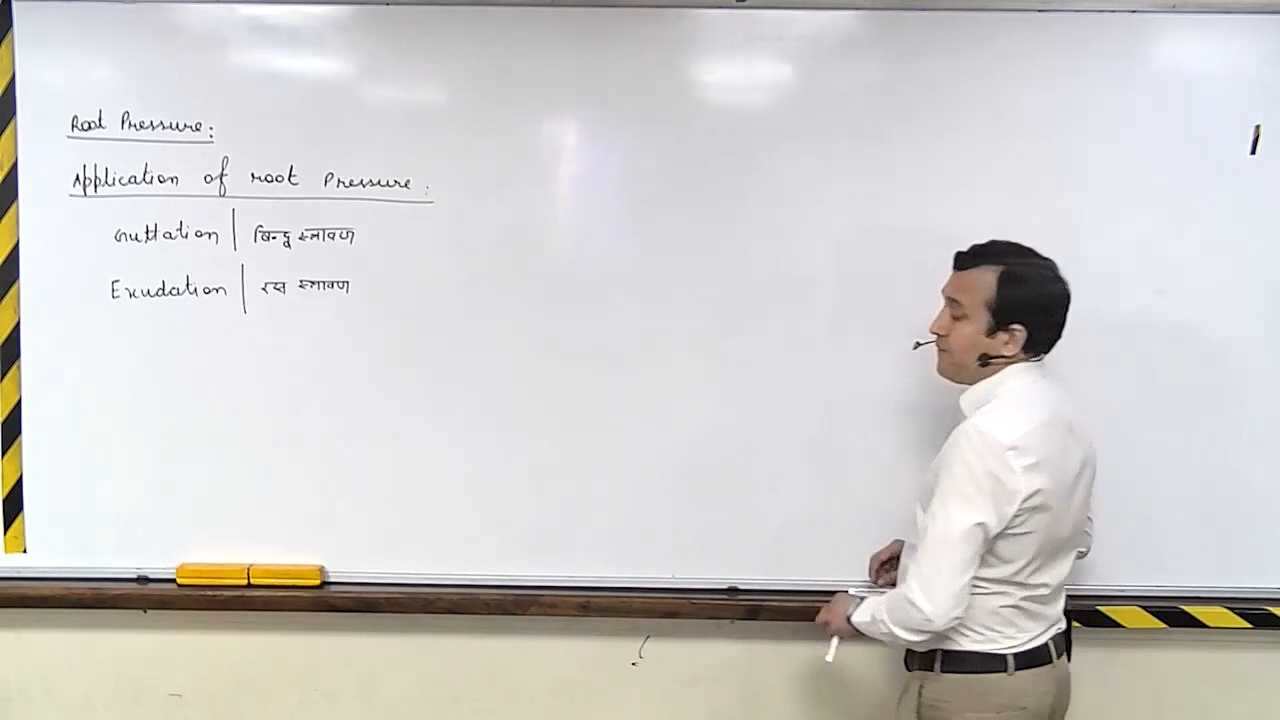 Root Pressure:
Application of root Pressure:
Guttation | बिन्दू स्त्रावण
Exudation | रस स्त्रावण